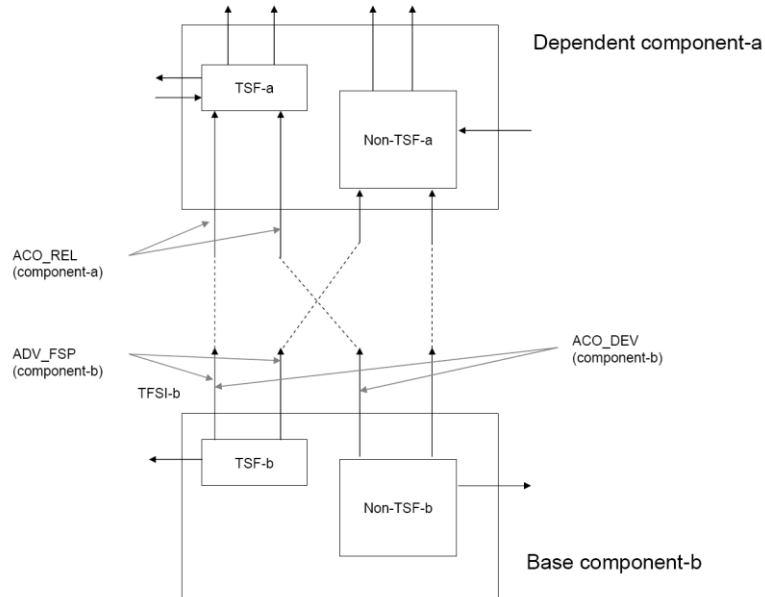 Dependent component-a
TSF-a
Non-TSF-a
ACO_REL
(component-a)
ADV_FSP
(component-b)
ACO_DEV
(component-b)
TFSI-b
TSF-b
Non-TSF-b
Base component-b